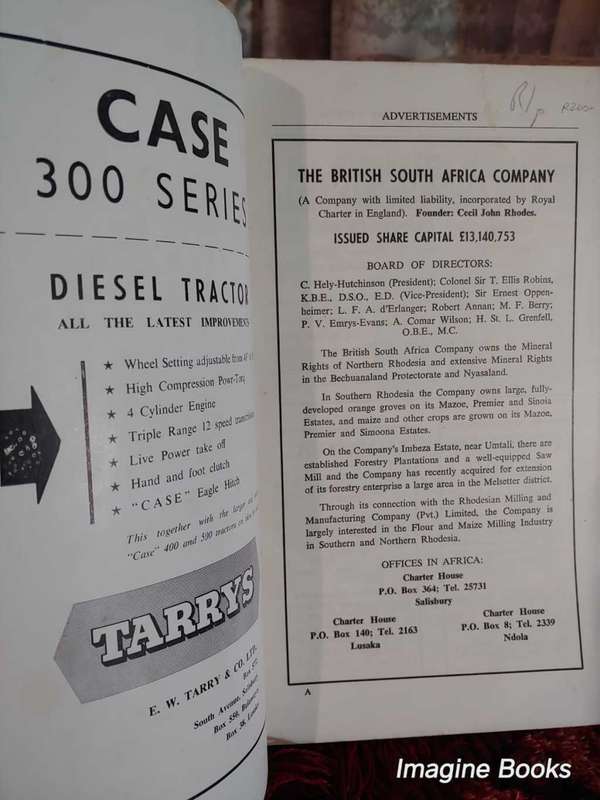 CASE
300 SERIES
DIESEL TRACTOR
ALL THE LATEST IMPROVEMENTS
★ Wheel Setting adjustable from
★ High Compression Powr-Torq
★ 4 Cylinder Engine
★ Triple Range 12 speed transmission
★ Live Power take off
★ Hand and foot clutch
★ "CASE" Eagle Hitch
This together with the larger and
"Case" 400 and 500 tractors on
TARRYS
E. W. TARRY & CO. LTD.
South Avenue, Salisbury,
Box 550, Bulawayo
Box 38,
ADVERTISEMENTS
THE BRITISH SOUTH AFRICA COMPANY
(A Company with limited liability, incorporated by Royal
Charter in England). Founder: Cecil John Rhodes.
ISSUED SHARE CAPITAL £13,140,753
BOARD OF DIRECTORS:
C. Hely-Hutchinson (President); Colonel Sir T. Ellis Robins,
K.B.E., D.S.O., E.D. (Vice-President); Sir Ernest Oppen-
heimer; L. F. A. d'Erlanger; Robert Annan; M. F. Berry;
P. V. Emrys-Evans; A. Comar Wilson; H. St. L. Grenfell,
O.B.E., M.C.
The British South Africa Company owns the Mineral
Rights of Northern Rhodesia and extensive Mineral Rights
in the Bechuanaland Protectorate and Nyasaland.
In Southern Rhodesia the Company owns large, fully-
developed orange groves on its Mazoe, Premier and Sinoia
Estates, and maize and other crops are grown on its Mazoe,
Premier and Simoona Estates.
On the Company's Imbeza Estate, near Umtali, there are
established Forestry Plantations and a well-equipped Saw
Mill and the Company has recently acquired for extension
of its forestry enterprise a large area in the Melsetter district.
Through its connection with the Rhodesian Milling and
Manufacturing Company (Pvt.) Limited, the Company is
largely interested in the Flour and Maize Milling Industry
in Southern and Northern Rhodesia.
OFFICES IN AFRICA:
Charter House
P.O. Box 364; Tel. 25731
Salisbury
Charter House
P.O. Box 140; Tel. 2163
Lusaka
Charter House
P.O. Box 8; Tel. 2339
Ndola
A
Imagine Books